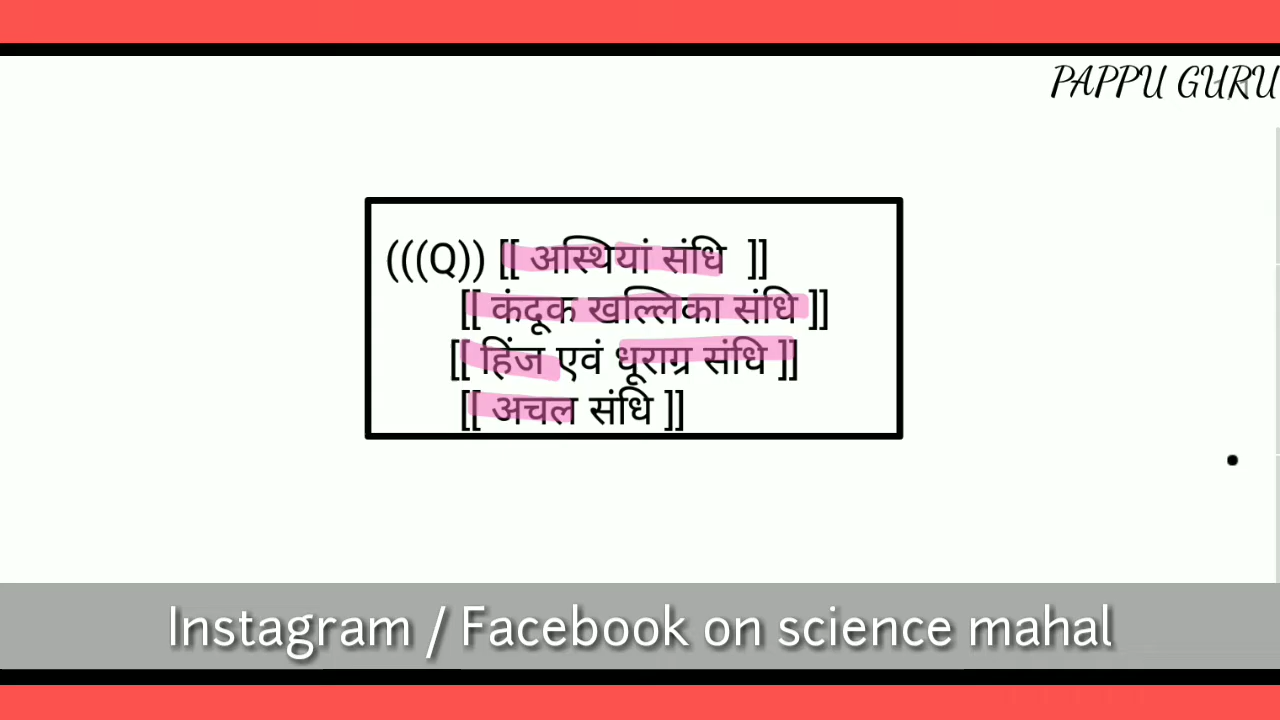 PAPPU GURU
(((Q)) [[ अस्थियां संधि ]]
[[ कंदूक खल्लिका संधि ]]
[[ हिंज एवं धूराग्र संधि ]]
[[ अचल संधि ]]
Instagram / Facebook on science mahal